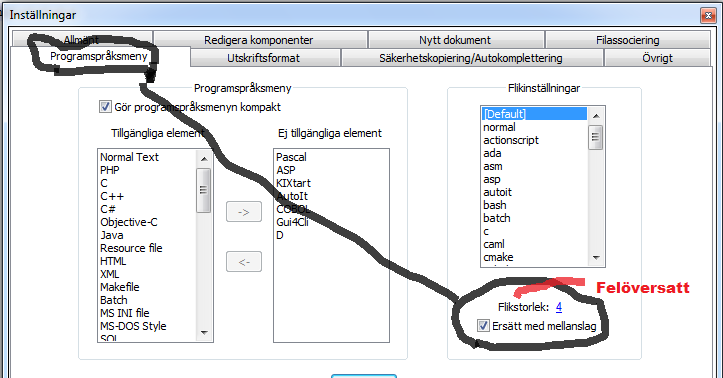 Inställningar
Allmänt
Redigera komponenter
Nytt dokument
Filassociering
Programspråksmeny
Utskriftsformat
Säkerhetskopiering/Autokomplettering
Övrigt
Programspråksmeny
Gör programspråksmenyn kompakt
Tillgängliga element
Ej tillgängliga element
Normal Text
PHP
C
C++
C#
Objective-C
Java
Resource file
HTML
XML
Makefile
Batch
MS INI file
MS-DOS Style
SQL
->
<-
Pascal
ASP
KIXtart
AutoIt
COBOL
Gui4Cli
D
Flikinställningar
[Default]
normal
actionscript
ada
asm
asp
autoit
bash
batch
c
caml
cmake
Felöversatt
Flikstorlek: 4
Ersätt med mellanslag